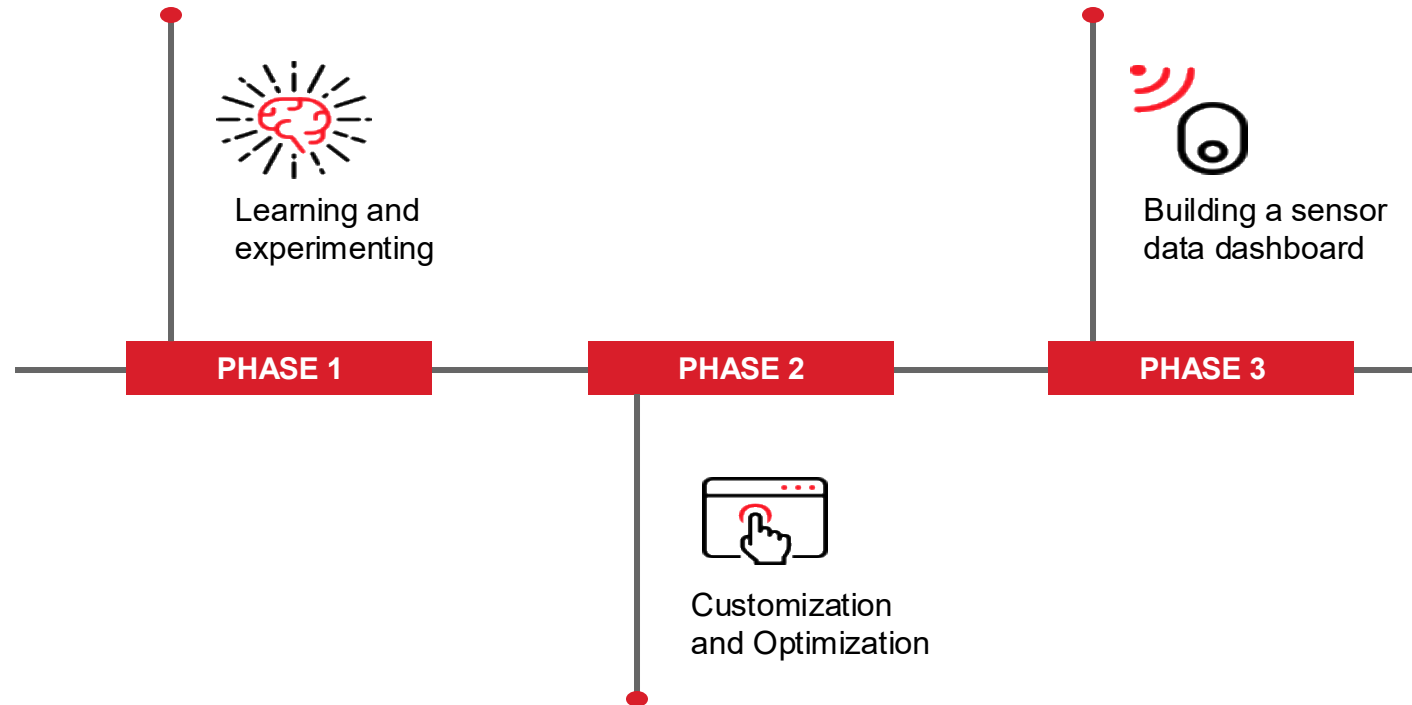 Learning and
experimenting
Building a sensor
data dashboard
PHASE 1
PHASE 2
PHASE 3
Customization
and Optimization